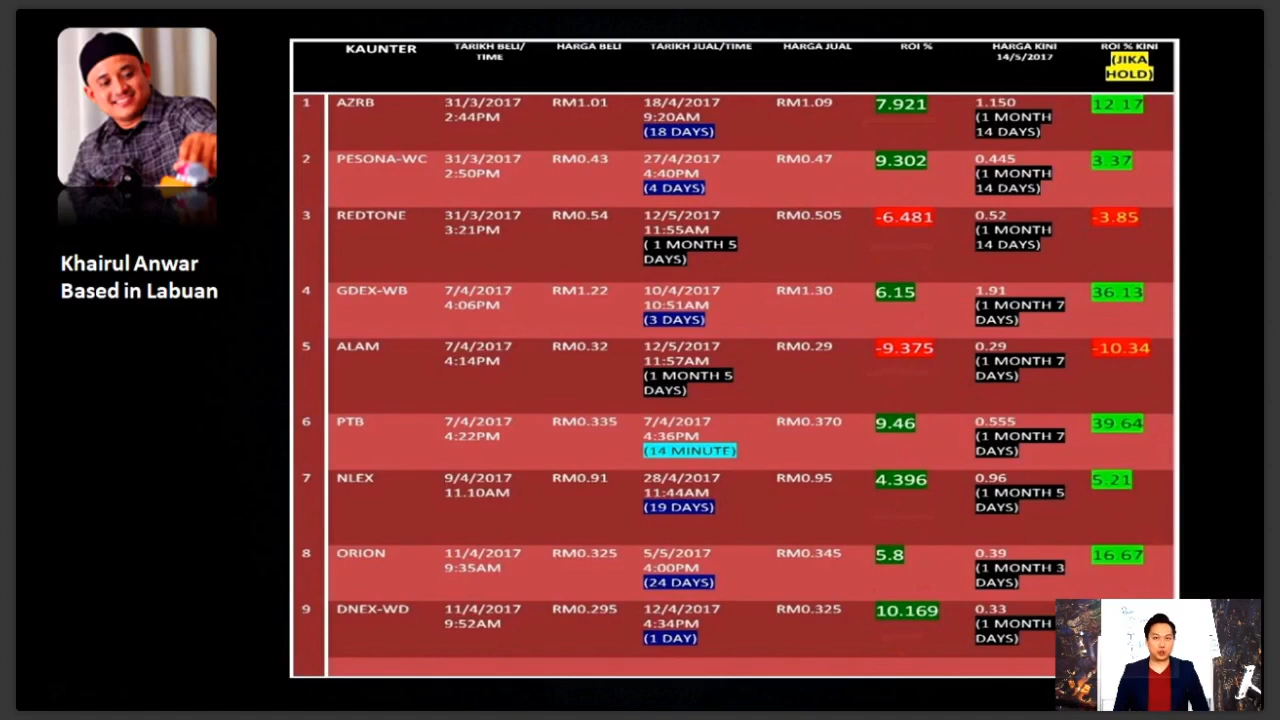 Khairul Anwar
Based in Labuan
KAUNTER TARIKH BELI/ TIME HARGA BELI TARIKH JUAL/TIME HARGA JUAL ROI % HARGA KINI 14/5/2017 ROI % KINI (JIKA HOLD)
1 AZRB 31/3/2017 2:44PM RM1.01 18/4/2017 9:20AM (18 DAYS) RM1.09 7.921 1.150 (1 MONTH 14 DAYS) 12.17
2 PESONA-WC 31/3/2017 2:50PM RM0.43 27/4/2017 4:40PM (4 DAYS) RM0.47 9.302 0.445 (1 MONTH 14 DAYS) 3.37
3 REDTONE 31/3/2017 3:21PM RM0.54 12/5/2017 11:55AM ( 1 MONTH 5 DAYS) RM0.505 -6.481 0.52 (1 MONTH 14 DAYS) -3.85
4 GDEX-WB 7/4/2017 4:06PM RM1.22 10/4/2017 10:51AM (3 DAYS) RM1.30 6.15 1.91 (1 MONTH 7 DAYS) 36.13
5 ALAM 7/4/2017 4:14PM RM0.32 12/5/2017 11:57AM (1 MONTH 5 DAYS) RM0.29 -9.375 0.29 (1 MONTH 7 DAYS) -10.34
6 PTB 7/4/2017 4:22PM RM0.335 7/4/2017 4:36PM (14 MINUTE) RM0.370 9.46 0.555 (1 MONTH 7 DAYS) 39.64
7 NLEX 9/4/2017 11.10AM RM0.91 28/4/2017 11:44AM (19 DAYS) RM0.95 4.396 0.96 (1 MONTH 5 DAYS) 5.21
8 ORION 11/4/2017 9:35AM RM0.325 5/5/2017 4:00PM (24 DAYS) RM0.345 5.8 0.39 (1 MONTH 3 DAYS) 16.67
9 DNEX-WD 11/4/2017 9:52AM RM0.295 12/4/2017 4:34PM (1 DAY) RM0.325 10.169 0.33 (1 MONTH DAYS)